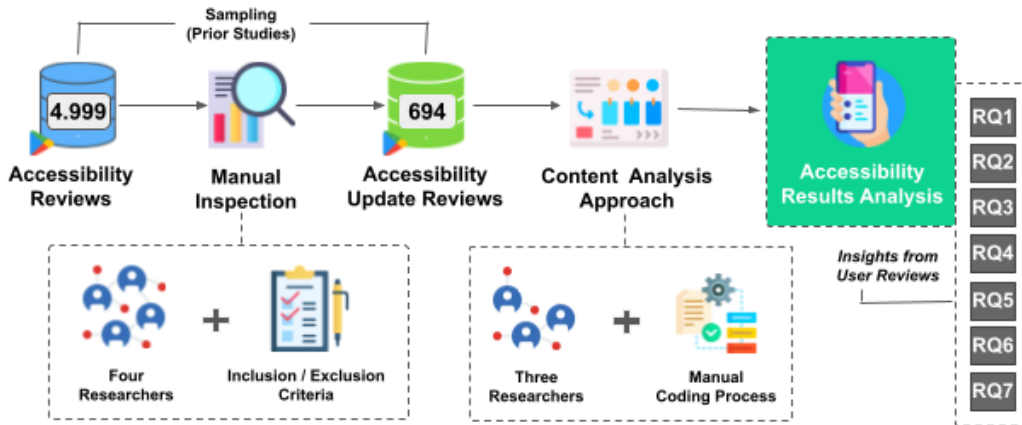 Sampling
(Prior Studies)
4.999
694
Accessibility
Reviews
Manual
Inspection
Accessibility
Update Reviews
Content Analysis
Approach
Accessibility
Results Analysis
RQ1
RQ2
RQ3
RQ4
RQ5
RQ6
RQ7
Insights from
User Reviews
Four
Researchers
+
Inclusion / Exclusion
Criteria
Three
Researchers
+
Manual
Coding Process